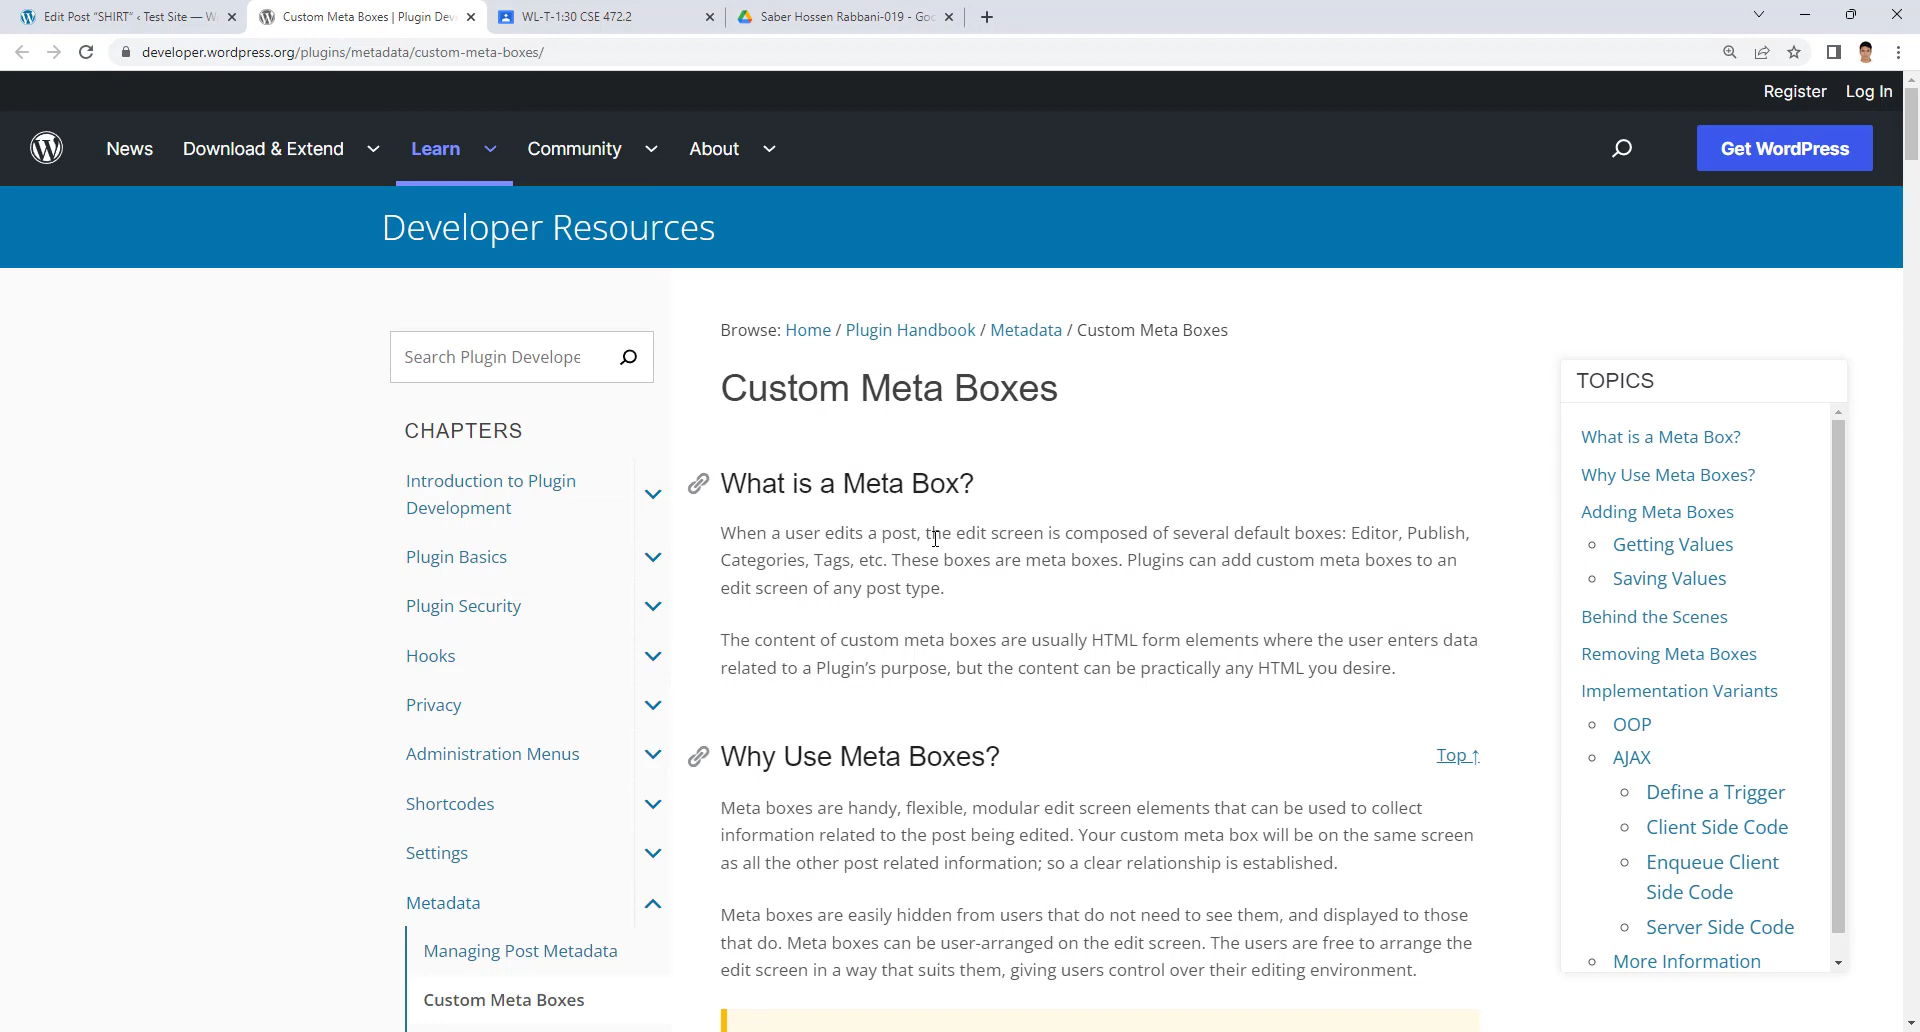 Edit Post “SHIRT” ‹ Test Site — W
Custom Meta Boxes | Plugin Dev
WL-T-1:30 CSE 472.2
Saber Hossen Rabbani-019 - Goo
developer.wordpress.org/plugins/metadata/custom-meta-boxes/
Register Log In
News Download & Extend Learn Community About
Get WordPress
Developer Resources
Browse: Home / Plugin Handbook / Metadata / Custom Meta Boxes
Search Plugin Develope
CHAPTERS
Introduction to Plugin
Development
Plugin Basics
Plugin Security
Hooks
Privacy
Administration Menus
Shortcodes
Settings
Metadata
Managing Post Metadata
Custom Meta Boxes
Custom Meta Boxes
What is a Meta Box?
When a user edits a post, the edit screen is composed of several default boxes: Editor, Publish,
Categories, Tags, etc. These boxes are meta boxes. Plugins can add custom meta boxes to an
edit screen of any post type.
The content of custom meta boxes are usually HTML form elements where the user enters data
related to a Plugin’s purpose, but the content can be practically any HTML you desire.
Why Use Meta Boxes?
Top ↑
Meta boxes are handy, flexible, modular edit screen elements that can be used to collect
information related to the post being edited. Your custom meta box will be on the same screen
as all the other post related information; so a clear relationship is established.
Meta boxes are easily hidden from users that do not need to see them, and displayed to those
that do. Meta boxes can be user-arranged on the edit screen. The users are free to arrange the
edit screen in a way that suits them, giving users control over their editing environment.
TOPICS
What is a Meta Box?
Why Use Meta Boxes?
Adding Meta Boxes
Getting Values
Saving Values
Behind the Scenes
Removing Meta Boxes
Implementation Variants
OOP
AJAX
Define a Trigger
Client Side Code
Enqueue Client
Side Code
Server Side Code
More Information